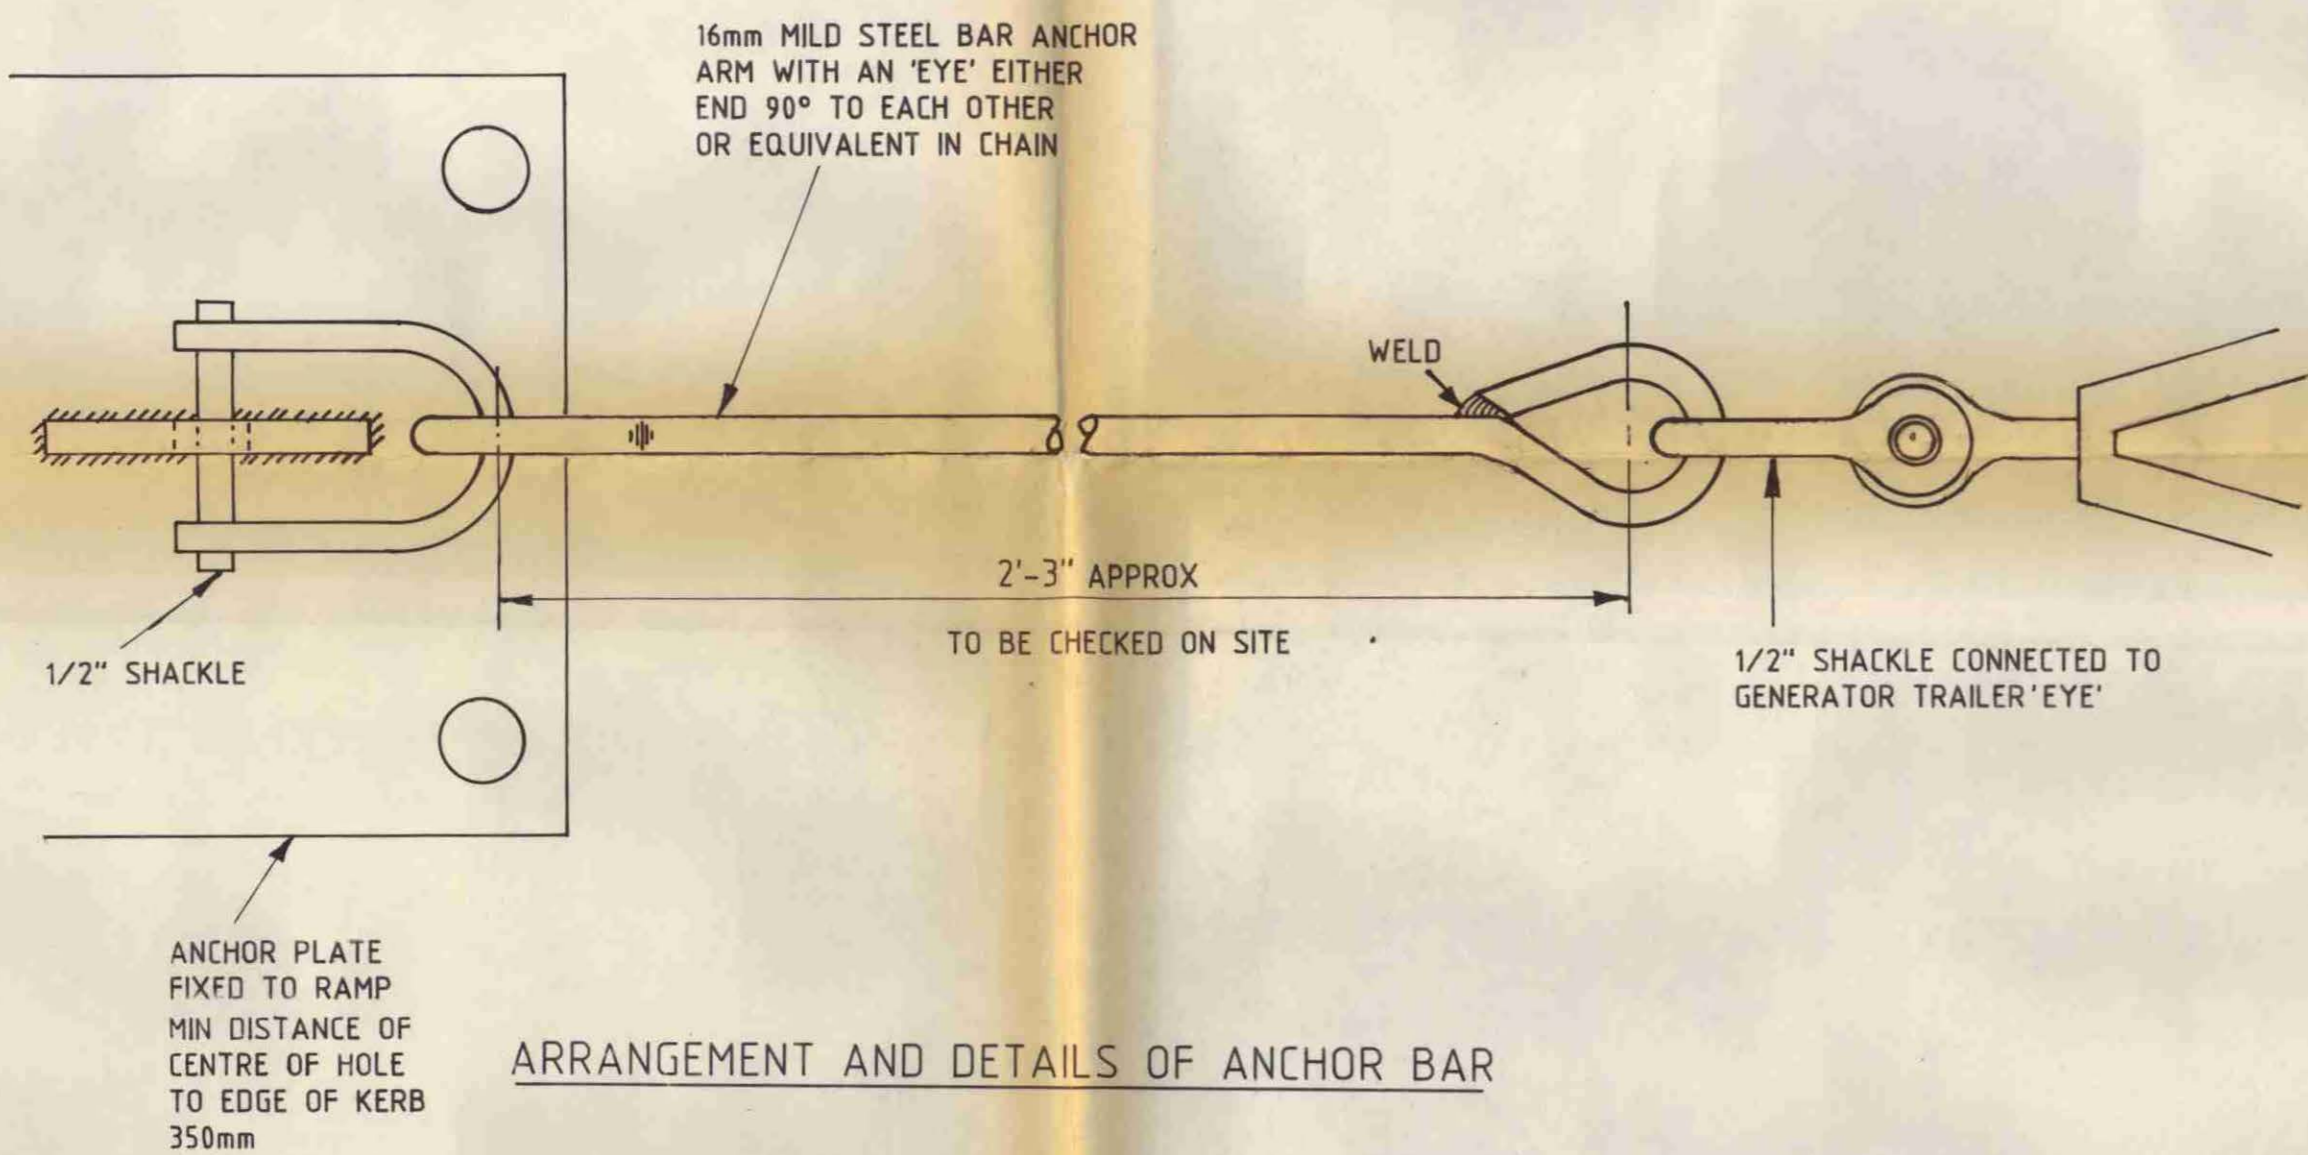 16mm MILD STEEL BAR ANCHOR
ARM WITH AN 'EYE' EITHER
END 90° TO EACH OTHER
OR EQUIVALENT IN CHAIN
WELD
2'-3" APPROX
TO BE CHECKED ON SITE
1/2" SHACKLE
1/2" SHACKLE CONNECTED TO
GENERATOR TRAILER 'EYE'
ANCHOR PLATE
FIXED TO RAMP
MIN DISTANCE OF
CENTRE OF HOLE
TO EDGE OF KERB
350mm
ARRANGEMENT AND DETAILS OF ANCHOR BAR